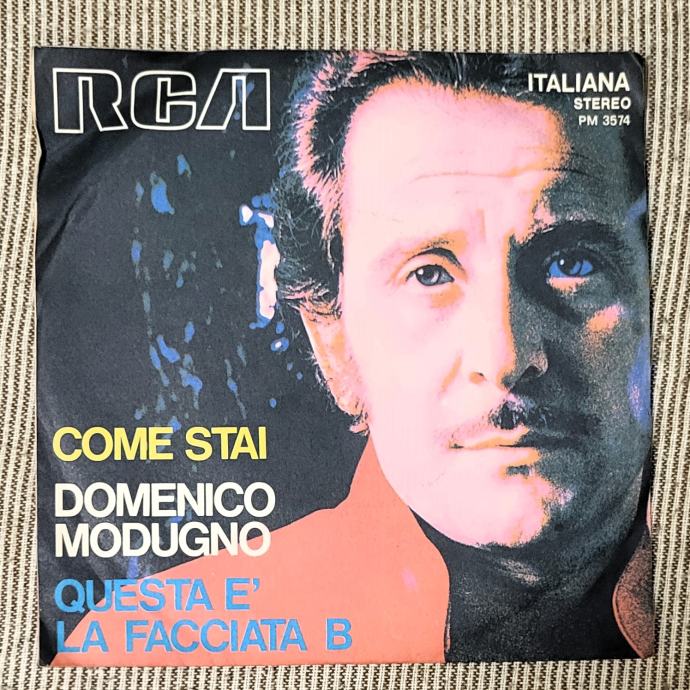 RCA
ITALIANA
STEREO
PM 3574
COME STAI
DOMENICO
MODUGNO
QUESTA E'
LA FACCIATA B